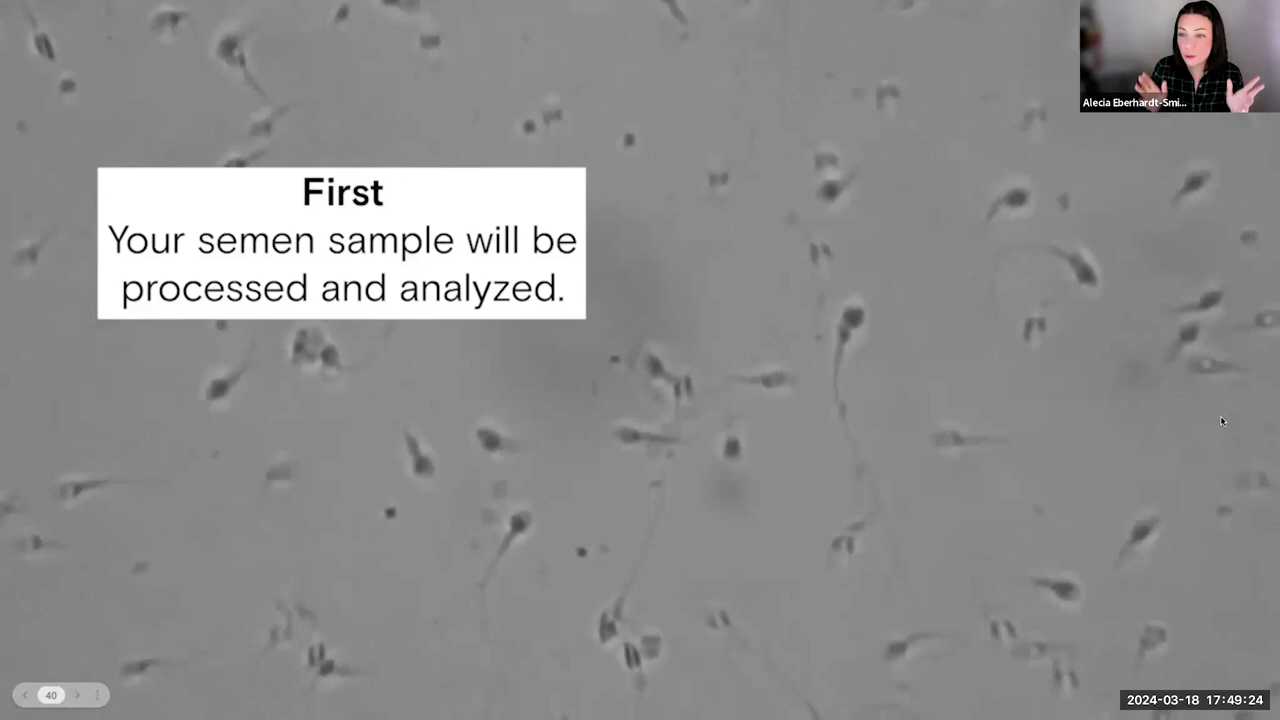 Alecia Eberhardt-Smi...
First
Your semen sample will be
processed and analyzed.
40
2024-03-18 17:49:24